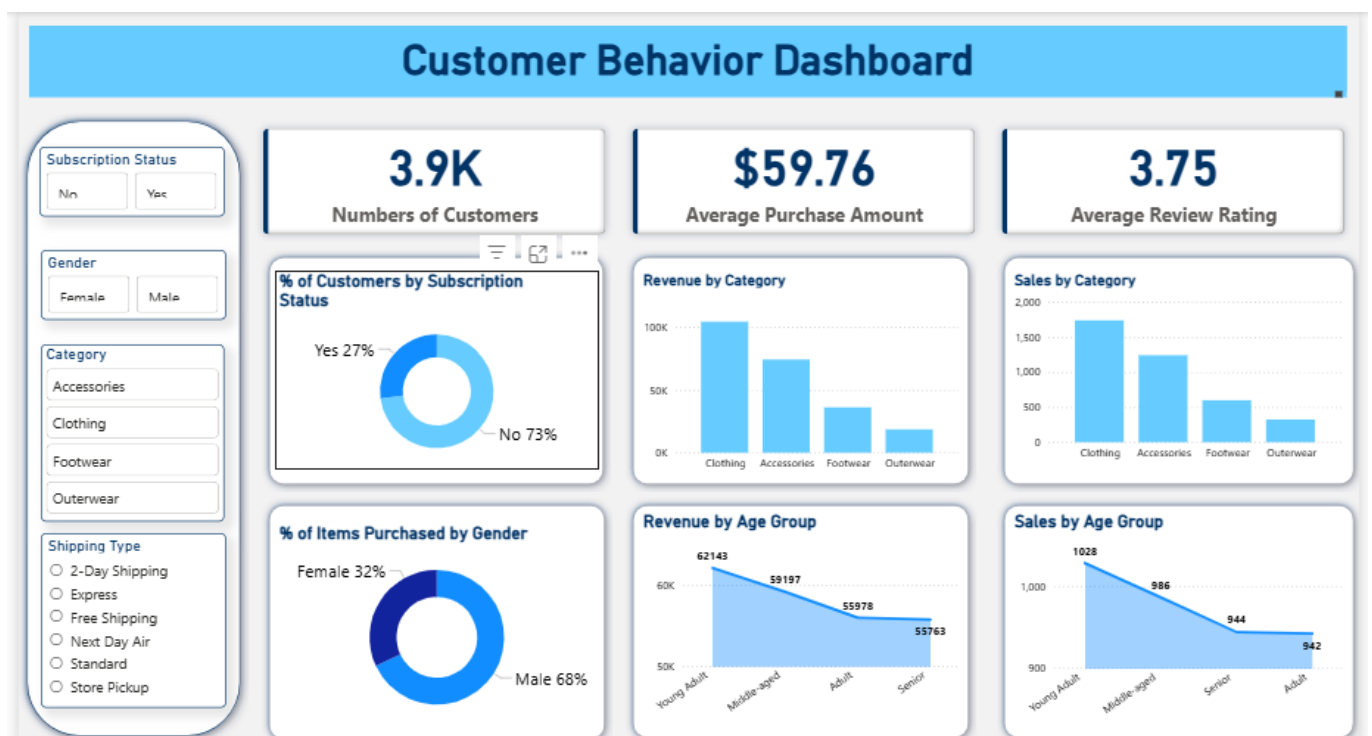 Customer Behavior Dashboard
Subscription Status
No
Yes
Gender
Female
Male
Category
Accessories
Clothing
Footwear
Outerwear
Shipping Type
2-Day Shipping
Express
Free Shipping
Next Day Air
Standard
Store Pickup
3.9K
Numbers of Customers
$59.76
Average Purchase Amount
3.75
Average Review Rating
% of Customers by Subscription
Status
Yes 27%
No 73%
Revenue by Category
100K
50K
0K
Clothing Accessories Footwear Outerwear
Sales by Category
2,000
1,500
1,000
500
0
Clothing Accessories Footwear Outerwear
% of Items Purchased by Gender
Female 32%
Male 68%
Revenue by Age Group
62143
59197
60K
55978
55763
50K
Young Adult Middle-aged Adult Senior
Sales by Age Group
1028
1,000
986
944
942
900
Young Adult Middle-aged Senior Adult